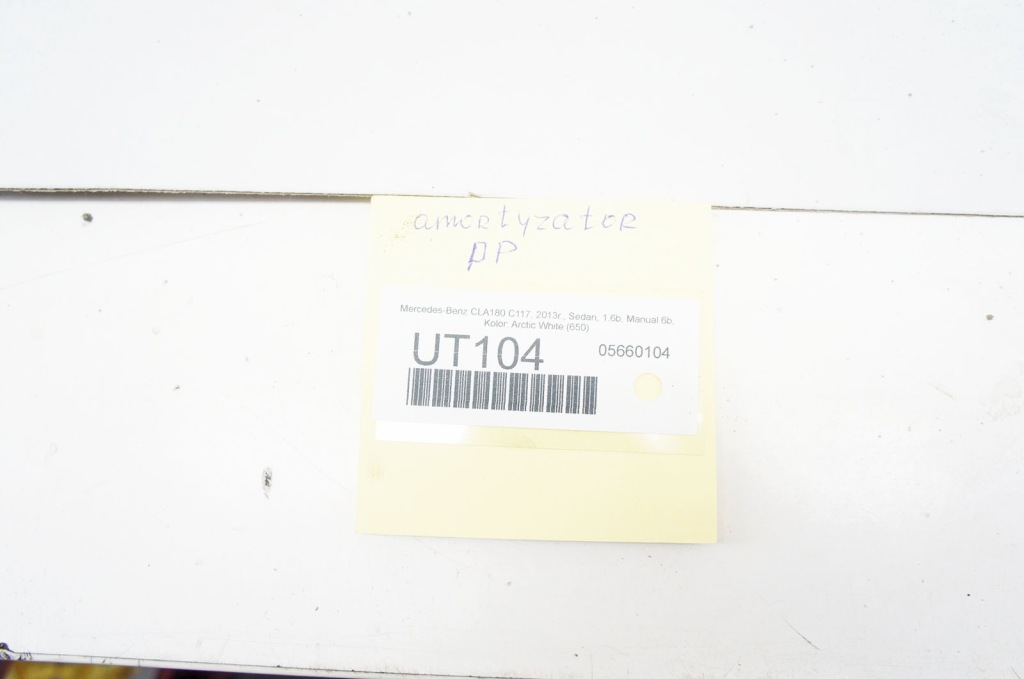 amortyzator
PP
Mercedes-Benz CLA180 C117, 2013r., Sedan, 1.6b, Manual 6b,
Kolor: Arctic White (650)
UT104
05660104